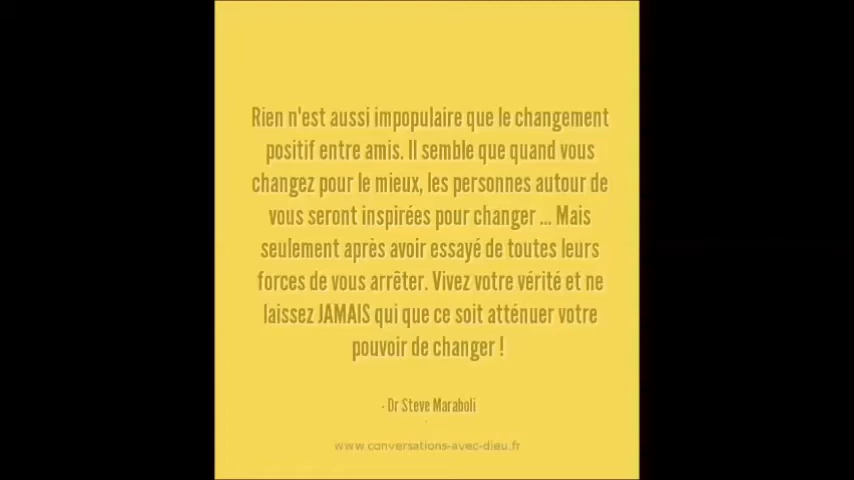 Rien n'est aussi impopulaire que le changement
positif entre amis. Il semble que quand vous
changez pour le mieux, les personnes autour de
vous seront inspirées pour changer ... Mais
seulement après avoir essayé de toutes leurs
forces de vous arrêter. Vivez votre vérité et ne
laissez JAMAIS qui que ce soit atténuer votre
pouvoir de changer !
- Dr Steve Maraboli
www.conversations-avec-dieu.fr